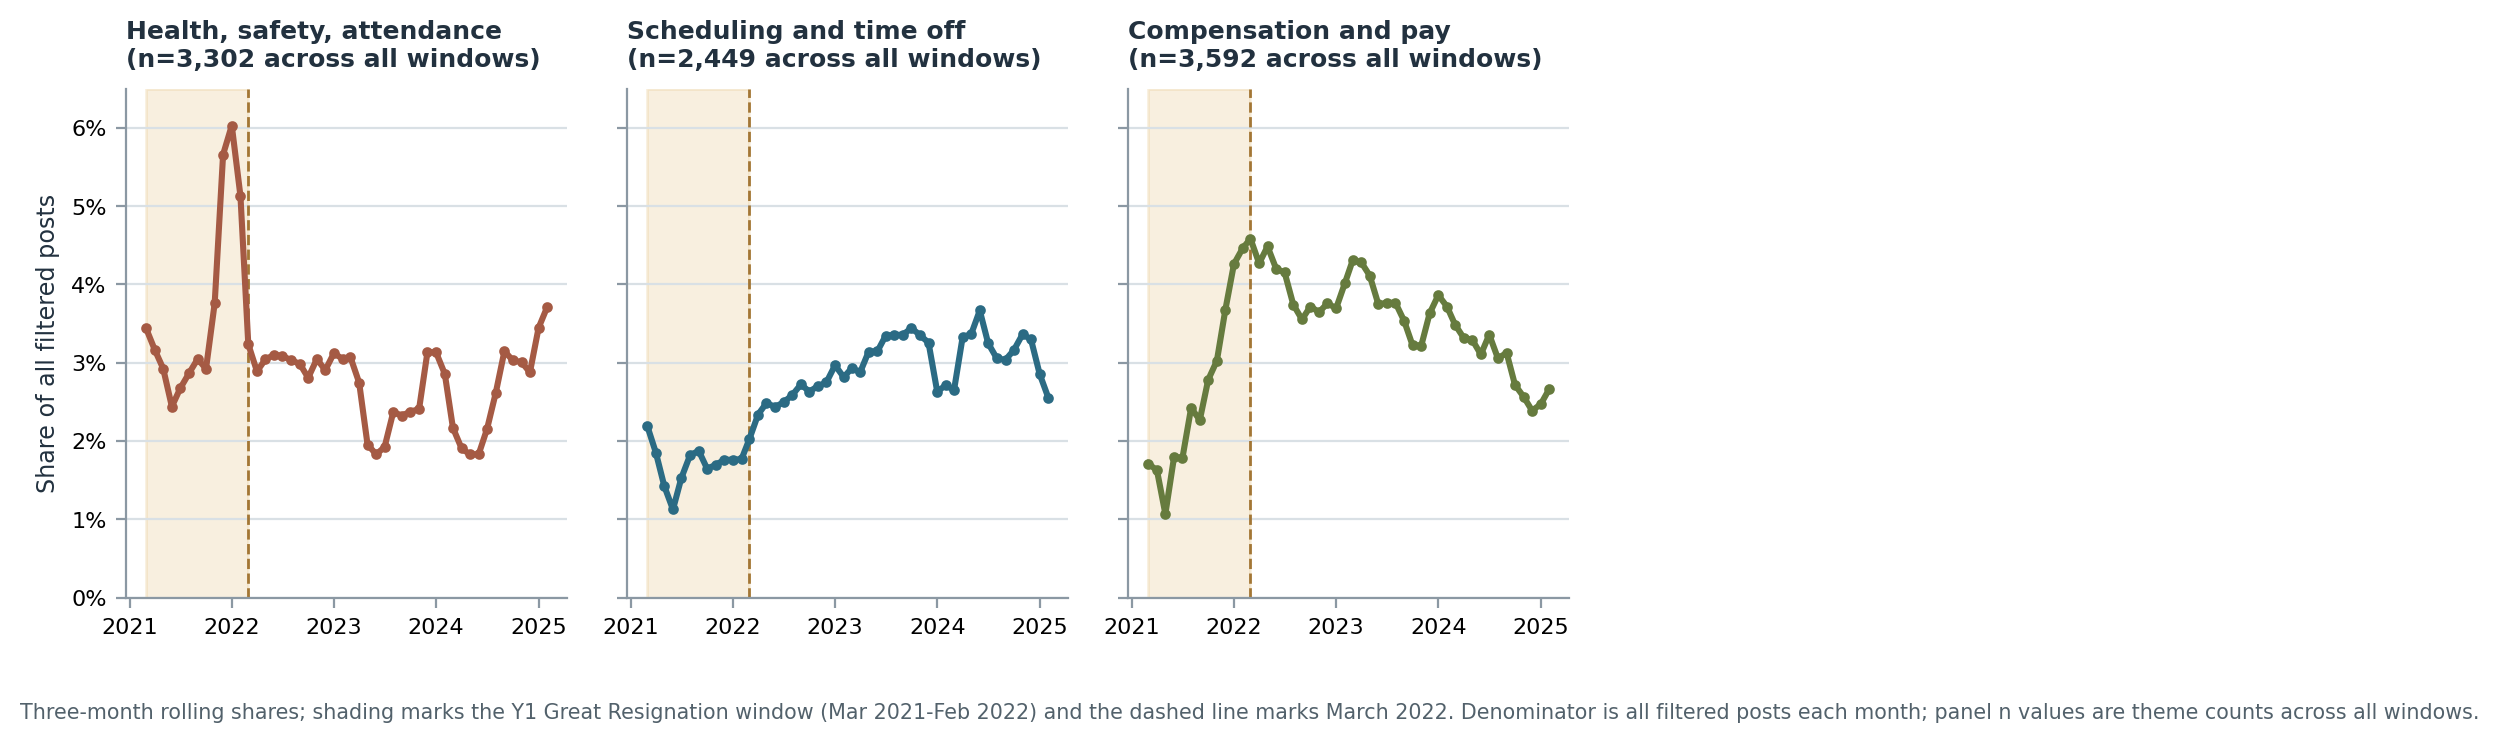 Health, safety, attendance
(n=3,302 across all windows)
Scheduling and time off
(n=2,449 across all windows)
Compensation and pay
(n=3,592 across all windows)
Share of all filtered posts
6%
5%
4%
3%
2%
1%
0%
2021 2022 2023 2024 2025
2021 2022 2023 2024 2025
2021 2022 2023 2024 2025
Three-month rolling shares; shading marks the Y1 Great Resignation window (Mar 2021-Feb 2022) and the dashed line marks March 2022. Denominator is all filtered posts each month; panel n values are theme counts across all windows.